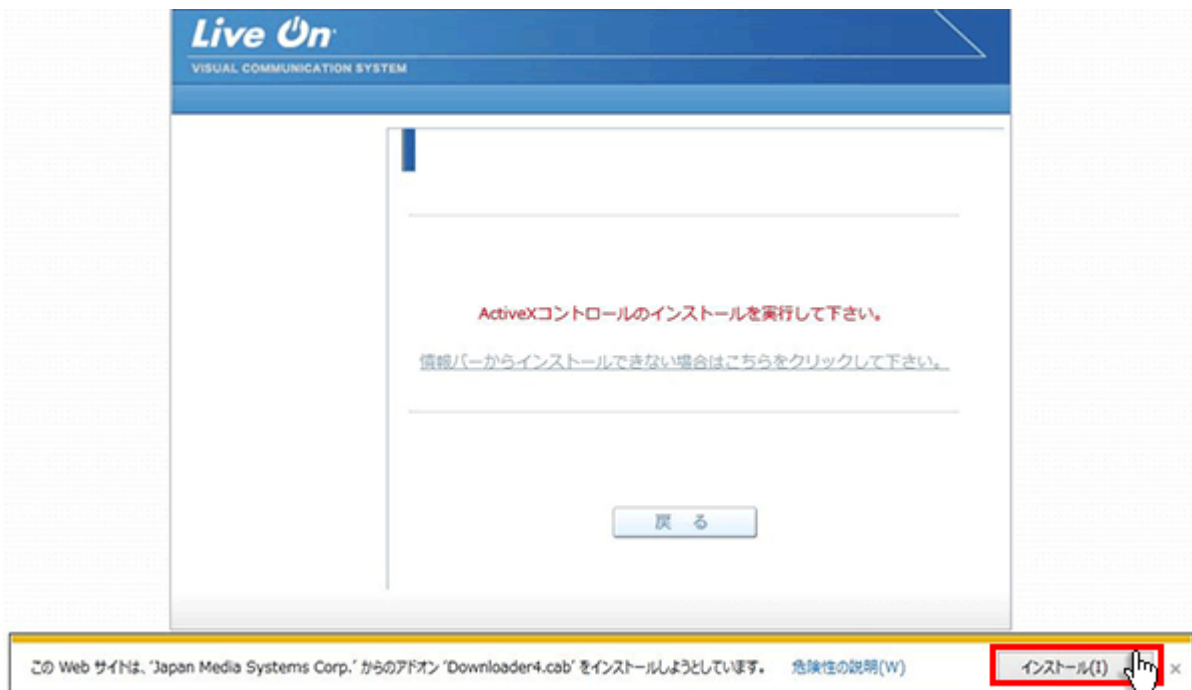 Live On
VISUAL COMMUNICATION SYSTEM
ActiveXコントロールのインストールを実行して下さい。
情報バーからインストールできない場合はこちらをクリックして下さい。
戻 る
この Web サイトは、'Japan Media Systems Corp.' からのアドオン 'Downloader4.cab' をインストールしようとしています。 危険性の説明(W) インストール(I) ×